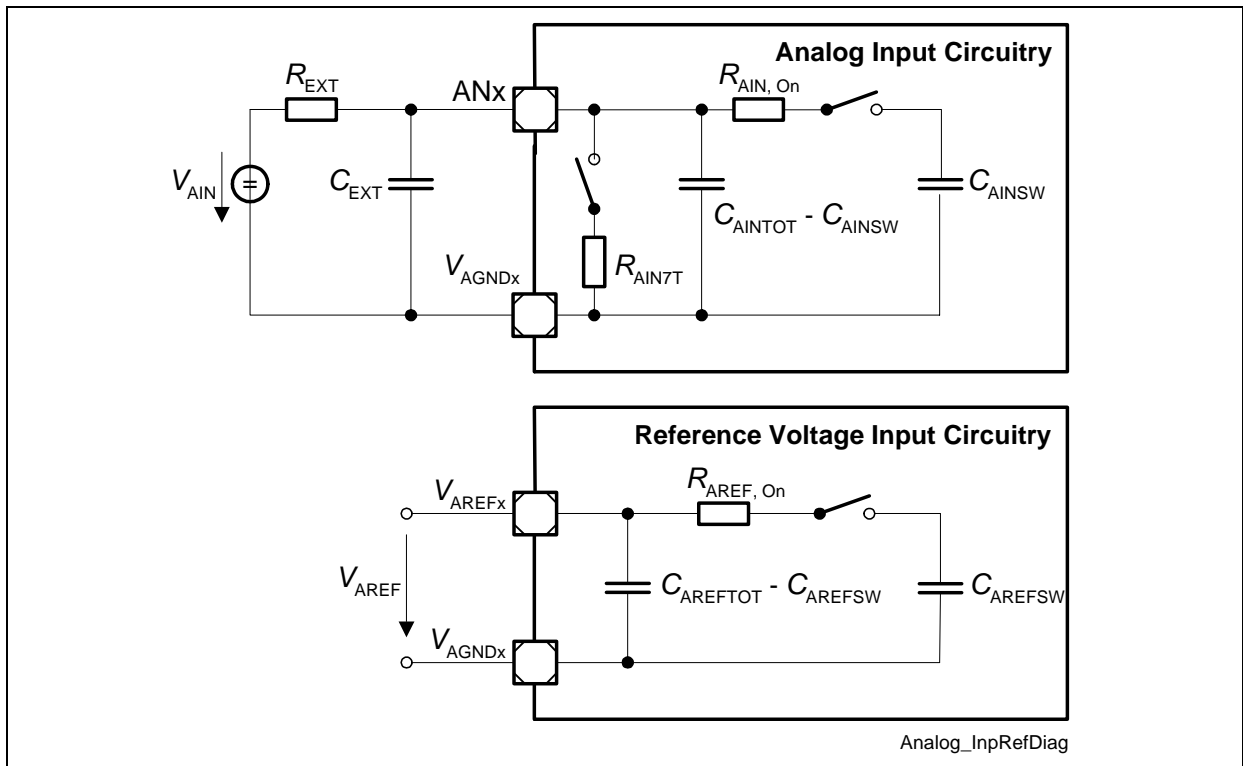 Analog Input Circuitry
R_EXT
ANx
R_AIN, On
V_AIN
=
C_EXT
C_AINSW
C_AINTOT - C_AINSW
V_AGNDx
R_AIN7T
Reference Voltage Input Circuitry
V_AREFx
R_AREF, On
V_AREF
C_AREFTOT - C_AREFSW
C_AREFSW
V_AGNDx
Analog_InpRefDiag